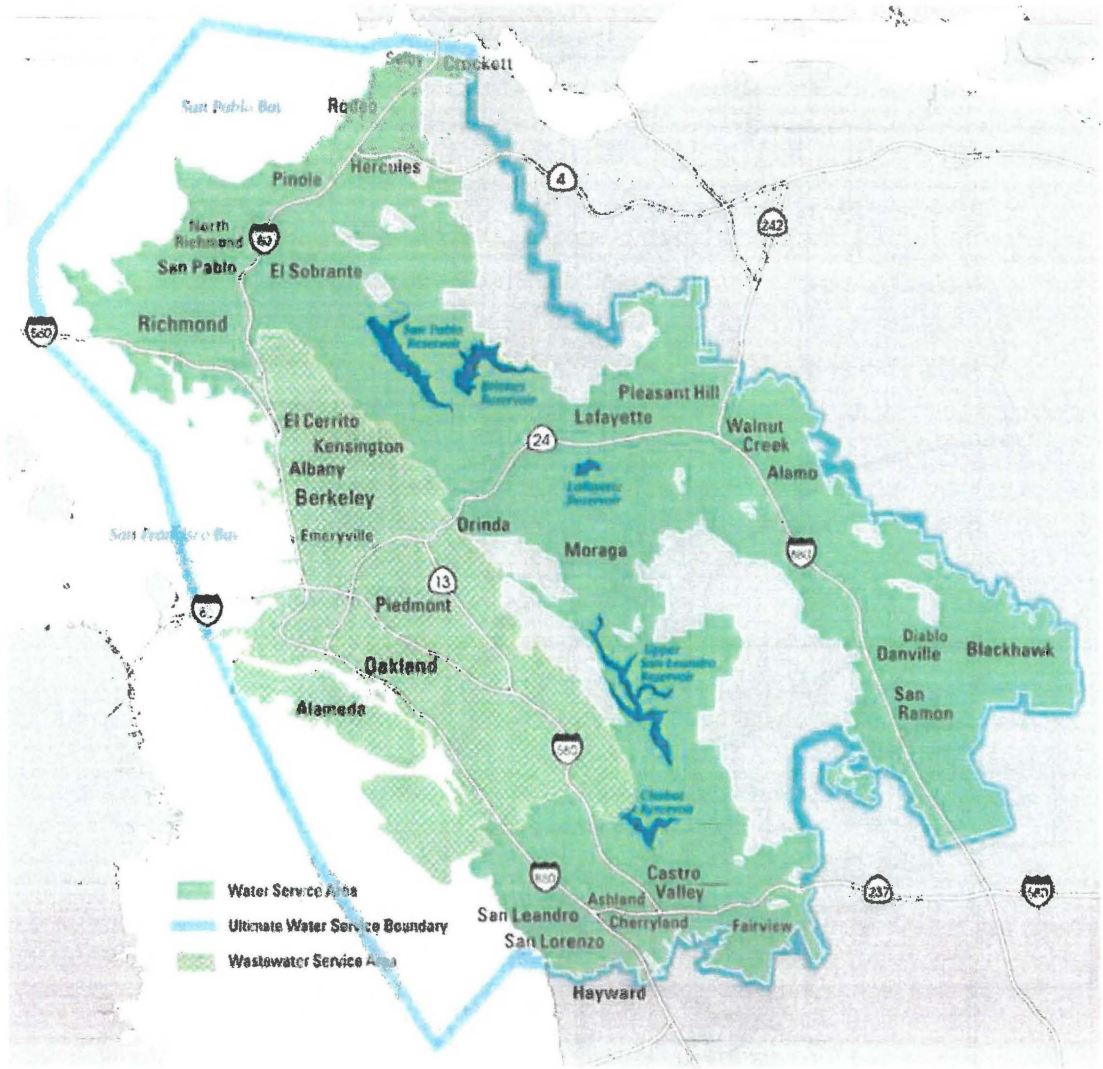 Selby
Crockett
San Pablo Bay
Rodeo
Hercules
Pinole
4
242
North
Richmond
80
San Pablo
El Sobrante
Richmond
580
San Pablo
Reservoir
Briones
Reservoir
Pleasant Hill
Lafayette
El Cerrito
Kensington
24
Walnut
Creek
Albany
Alamo
Berkeley
Lafayette
Reservoir
San Francisco Bay
Emeryville
Orinda
Moraga
680
13
Piedmont
Oakland
Upper
San Leandro
Reservoir
Diablo
Danville
Blackhawk
Alameda
San
Ramon
580
Chabot
Reservoir
880
Castro
Valley
237
580
Water Service Area
Ashland
San Leandro
Cherryland
Fairview
Ultimate Water Service Boundary
San Lorenzo
Wastewater Service Area
Hayward